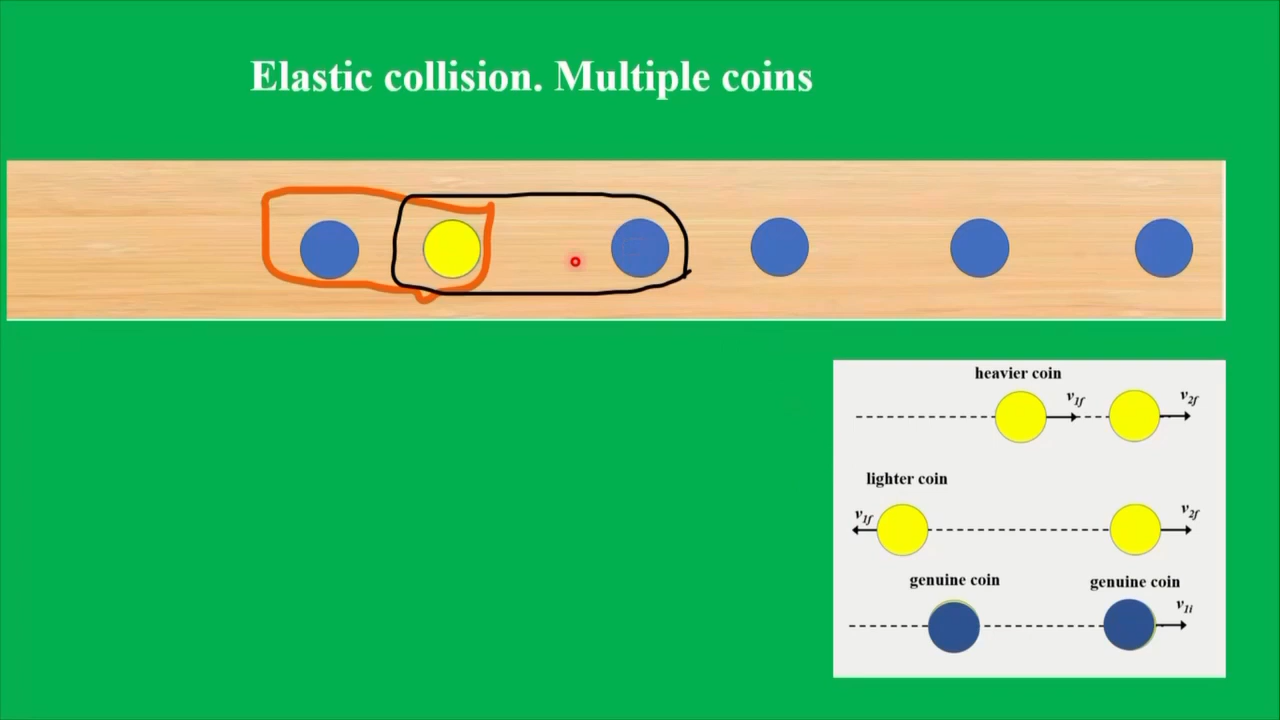 Elastic collision. Multiple coins
heavier coin
v1f
v2f
lighter coin
v1f
v2f
genuine coin
genuine coin
v1i